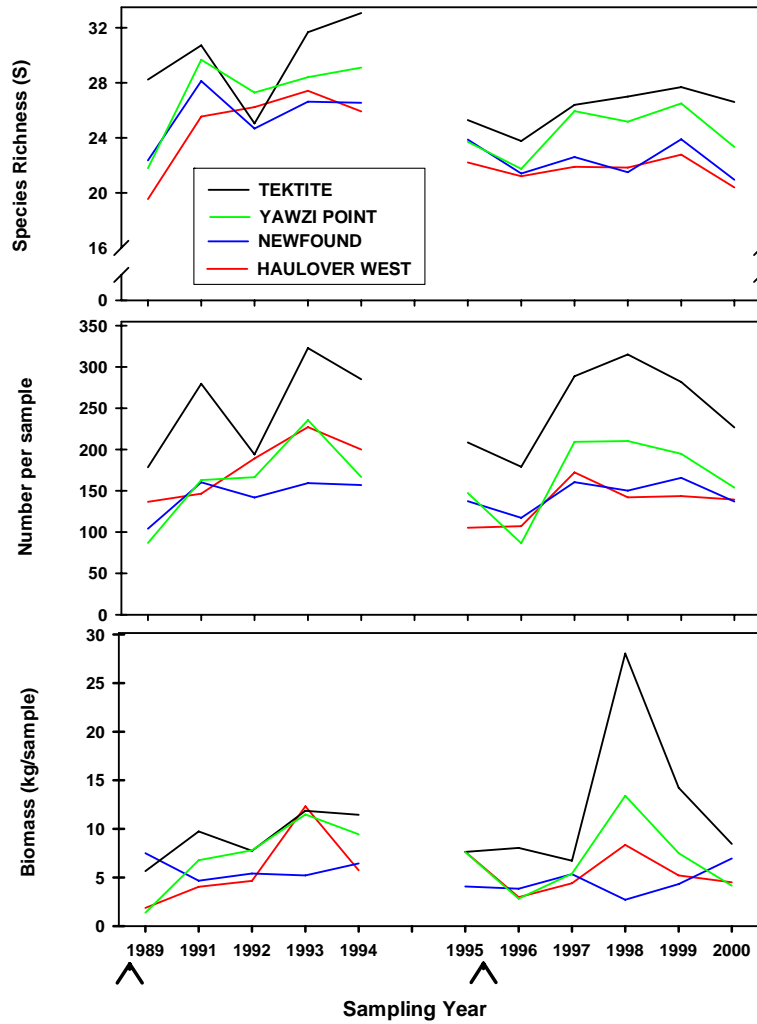 Species Richness (S)
32
28
24
20
16
0
TEKTITE
YAWZI POINT
NEWFOUND
HAULOVER WEST
Number per sample
350
300
250
200
150
100
50
0
Biomass (kg/sample)
30
25
20
15
10
5
0
1989 1991 1992 1993 1994 1995 1996 1997 1998 1999 2000
Sampling Year